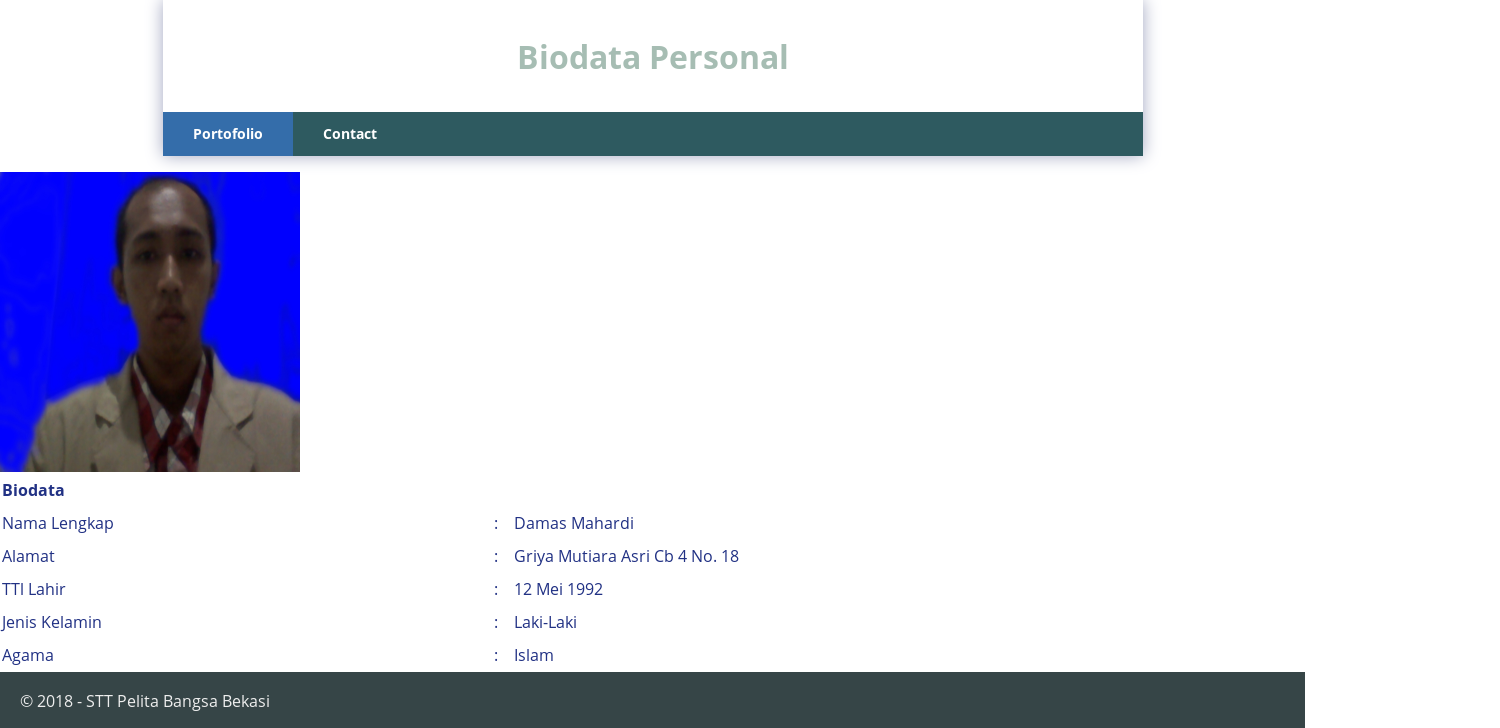 Biodata Personal
Portofolio Contact
Biodata
Nama Lengkap : Damas Mahardi
Alamat : Griya Mutiara Asri Cb 4 No. 18
TTl Lahir : 12 Mei 1992
Jenis Kelamin : Laki-Laki
Agama : Islam
© 2018 - STT Pelita Bangsa Bekasi